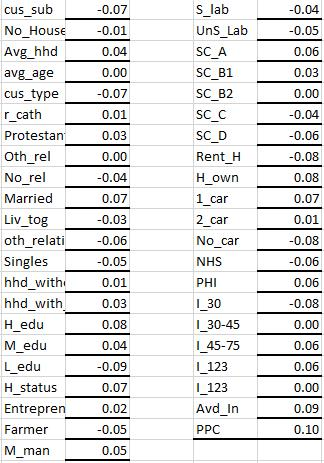 cus_sub -0.07 S_lab -0.04
No_House -0.01 UnS_Lab -0.05
Avg_hhd 0.04 SC_A 0.06
avg_age 0.00 SC_B1 0.03
cus_type -0.07 SC_B2 0.00
r_cath 0.01 SC_C -0.04
Protestan 0.03 SC_D -0.06
Oth_rel 0.00 Rent_H -0.08
No_rel -0.04 H_own 0.08
Married 0.07 1_car 0.07
Liv_tog -0.03 2_car 0.01
oth_relati -0.06 No_car -0.08
Singles -0.05 NHS -0.06
hhd_with 0.01 PHI 0.06
hhd_with_ 0.03 I_30 -0.08
H_edu 0.08 I_30-45 0.00
M_edu 0.04 I_45-75 0.06
L_edu -0.09 I_123 0.06
H_status 0.07 I_123 0.00
Entrepren 0.02 Avd_In 0.09
Farmer -0.05 PPC 0.10
M_man 0.05